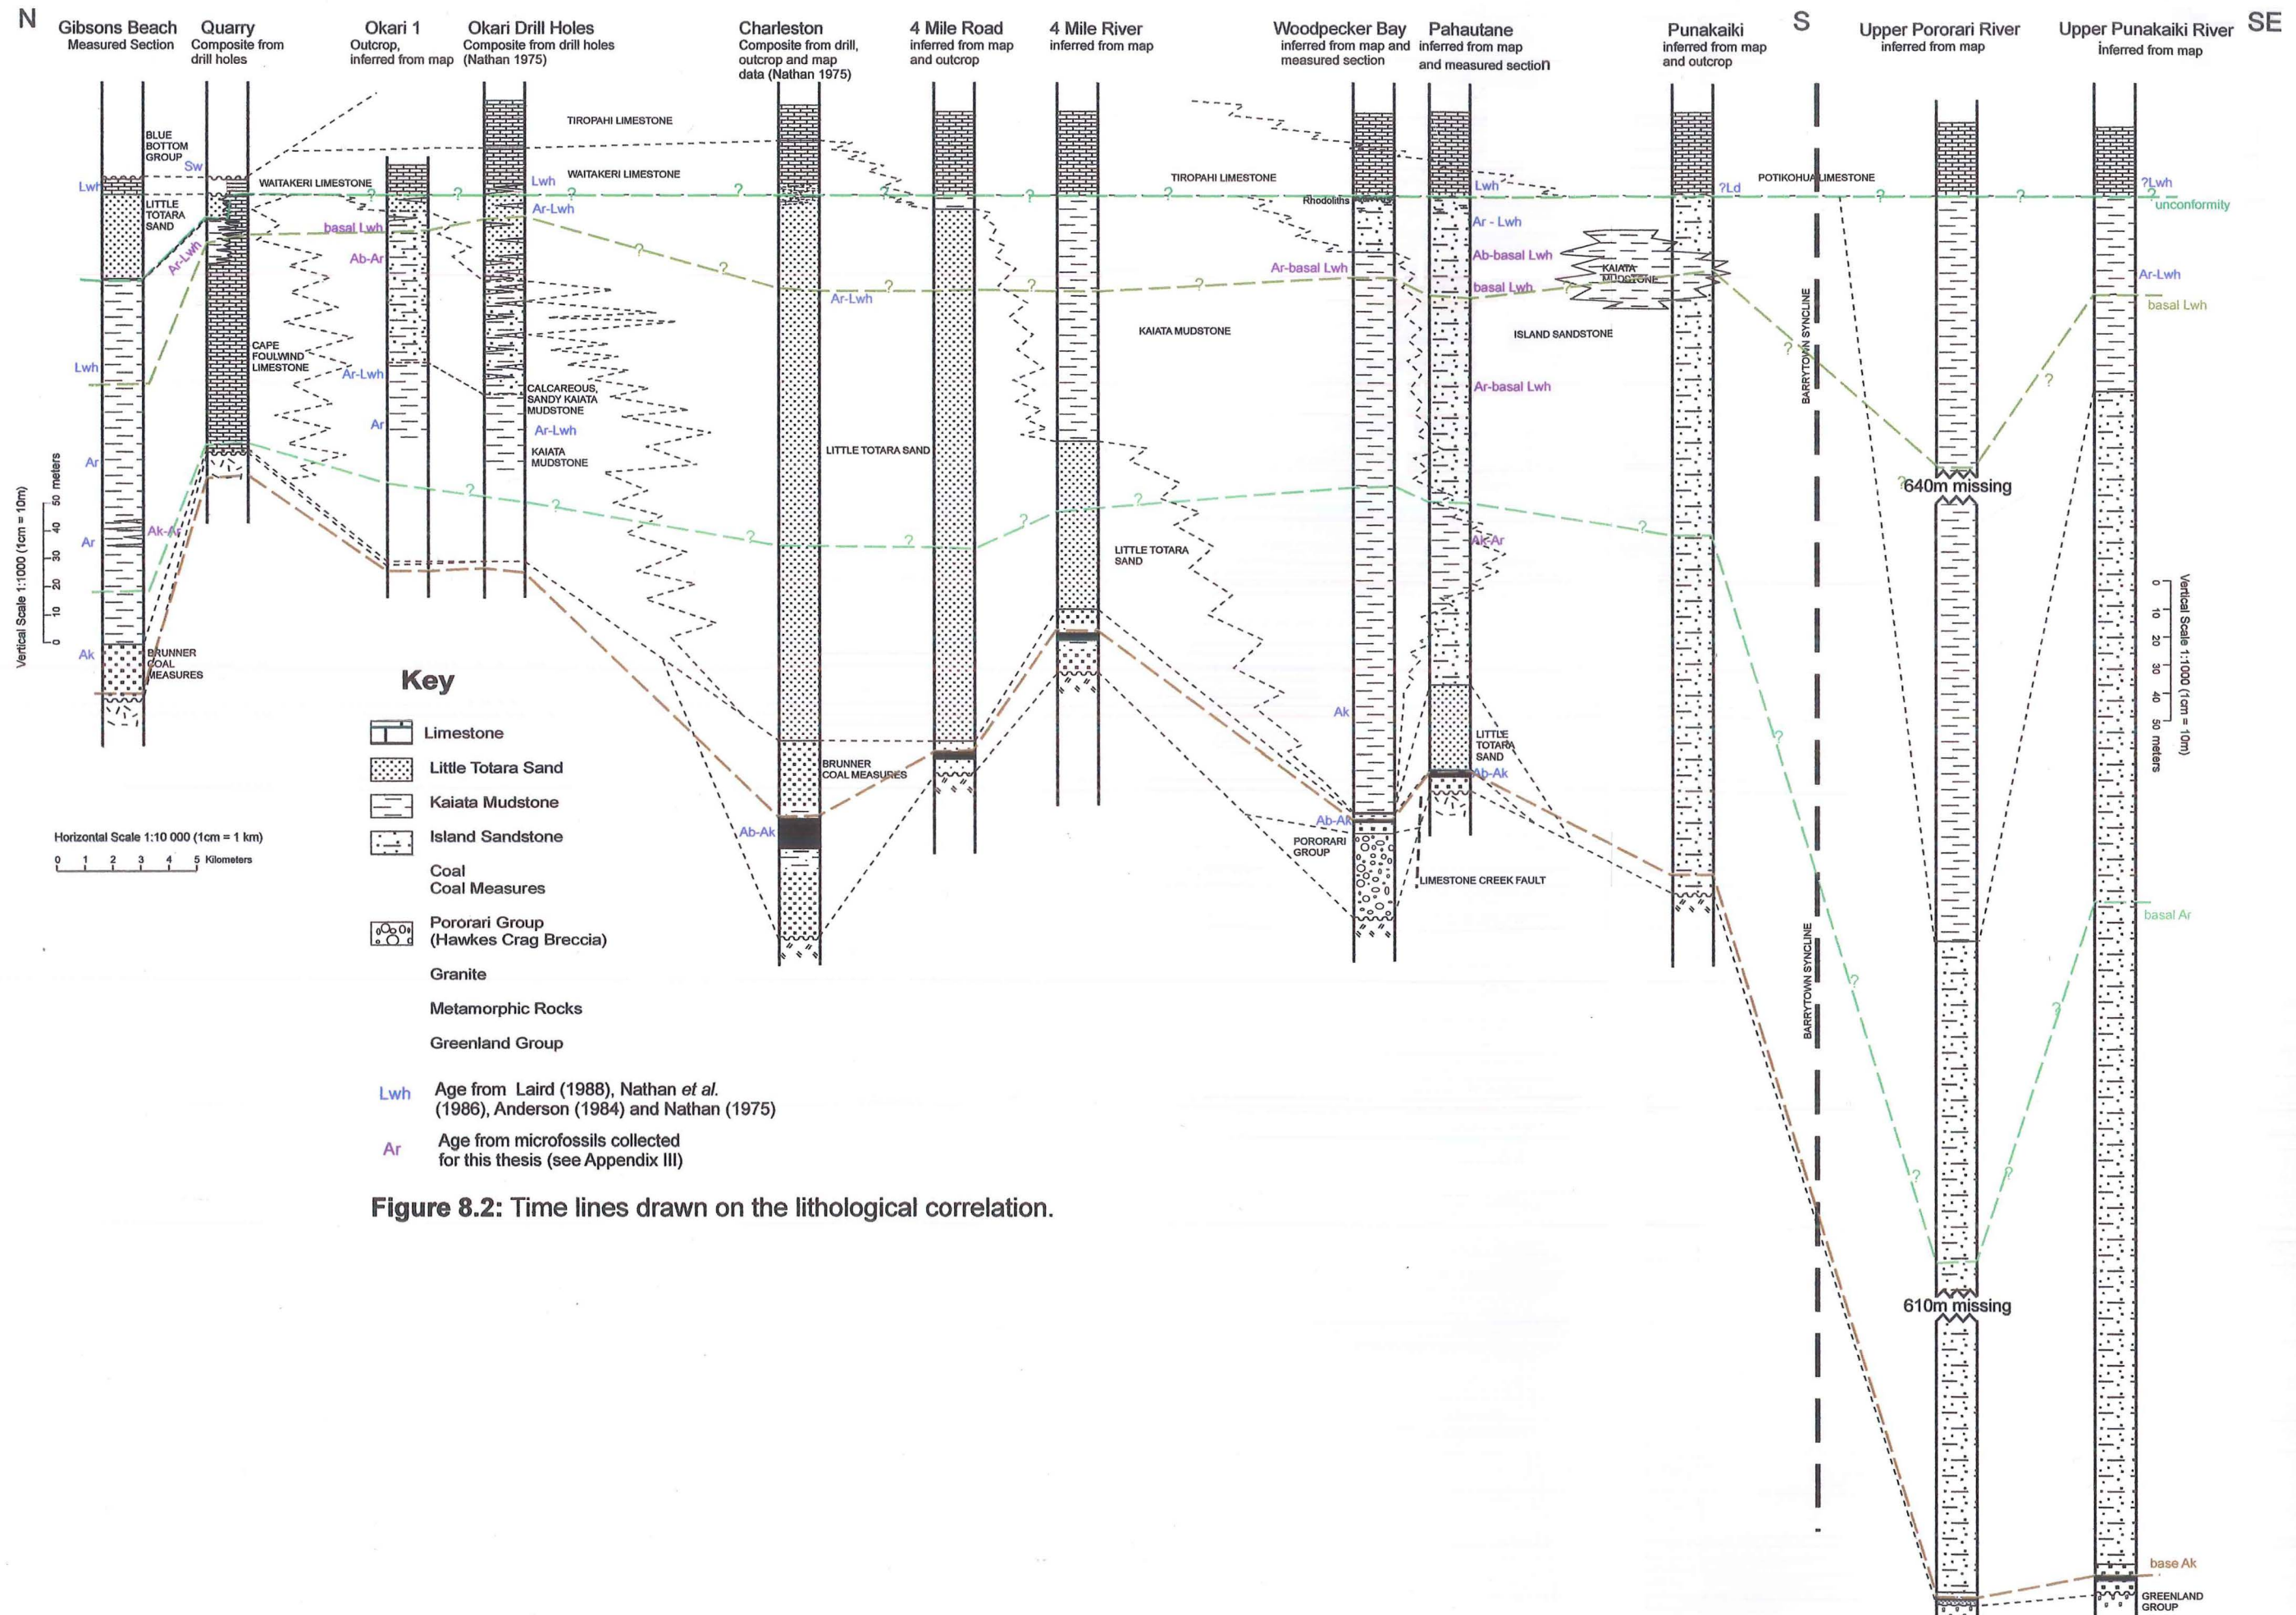 N
S
SE
Gibsons Beach
Measured Section
Quarry
Composite from
drill holes
Okari 1
Outcrop,
inferred from map
Okari Drill Holes
Composite from drill holes
(Nathan 1975)
Charleston
Composite from drill,
outcrop and map
data (Nathan 1975)
4 Mile Road
inferred from map
and outcrop
4 Mile River
inferred from map
Woodpecker Bay
inferred from map and
measured section
Pahautane
inferred from map
and measured section
Punakaiki
inferred from map
and outcrop
Upper Pororari River
inferred from map
Upper Punakaiki River
inferred from map
BLUE
BOTTOM
GROUP
Sw
Lwh
LITTLE
TOTARA
SAND
WAITAKERI LIMESTONE
TIROPAHI LIMESTONE
WAITAKERI LIMESTONE
Lwh
Ar-Lwh
basal Lwh
Ab-Ar
Ar-Lwh
Ar-Lwh
Ar
CAPE
FOULWIND
LIMESTONE
Lwh
Ar
Ar
Ak-Ar
Ak
BRUNNER
COAL
MEASURES
CALCAREOUS,
SANDY KAIATA
MUDSTONE
Ar-Lwh
KAIATA
MUDSTONE
Ar-Lwh
LITTLE TOTARA SAND
BRUNNER
COAL MEASURES
Ab-Ak
TIROPAHI LIMESTONE
Rhodoliths
Ar-basal Lwh
KAIATA MUDSTONE
LITTLE TOTARA
SAND
Ak
Ab-Ak
PORORARI
GROUP
LIMESTONE CREEK FAULT
Lwh
Ar - Lwh
Ab-basal Lwh
basal Lwh
Ar-basal Lwh
Ak-Ar
LITTLE
TOTARA
SAND
Ab-Ak
KAIATA
MUDSTONE
ISLAND SANDSTONE
?Ld
POTIKOHUA LIMESTONE
BARRYTOWN SYNCLINE
BARRYTOWN SYNCLINE
640m missing
610m missing
?Lwh
unconformity
Ar-Lwh
basal Lwh
basal Ar
base Ak
GREENLAND
GROUP
Vertical Scale 1:1000 (1cm = 10m)
0 10 20 30 40 50 meters
Vertical Scale 1:1000 (1cm = 10m)
0 10 20 30 40 50 meters
Horizontal Scale 1:10 000 (1cm = 1 km)
0 1 2 3 4 5 Kilometers
Key
Limestone
Little Totara Sand
Kaiata Mudstone
Island Sandstone
Coal
Coal Measures
Pororari Group
(Hawkes Crag Breccia)
Granite
Metamorphic Rocks
Greenland Group
Lwh Age from Laird (1988), Nathan et al.
(1986), Anderson (1984) and Nathan (1975)
Ar Age from microfossils collected
for this thesis (see Appendix III)
Figure 8.2: Time lines drawn on the lithological correlation.